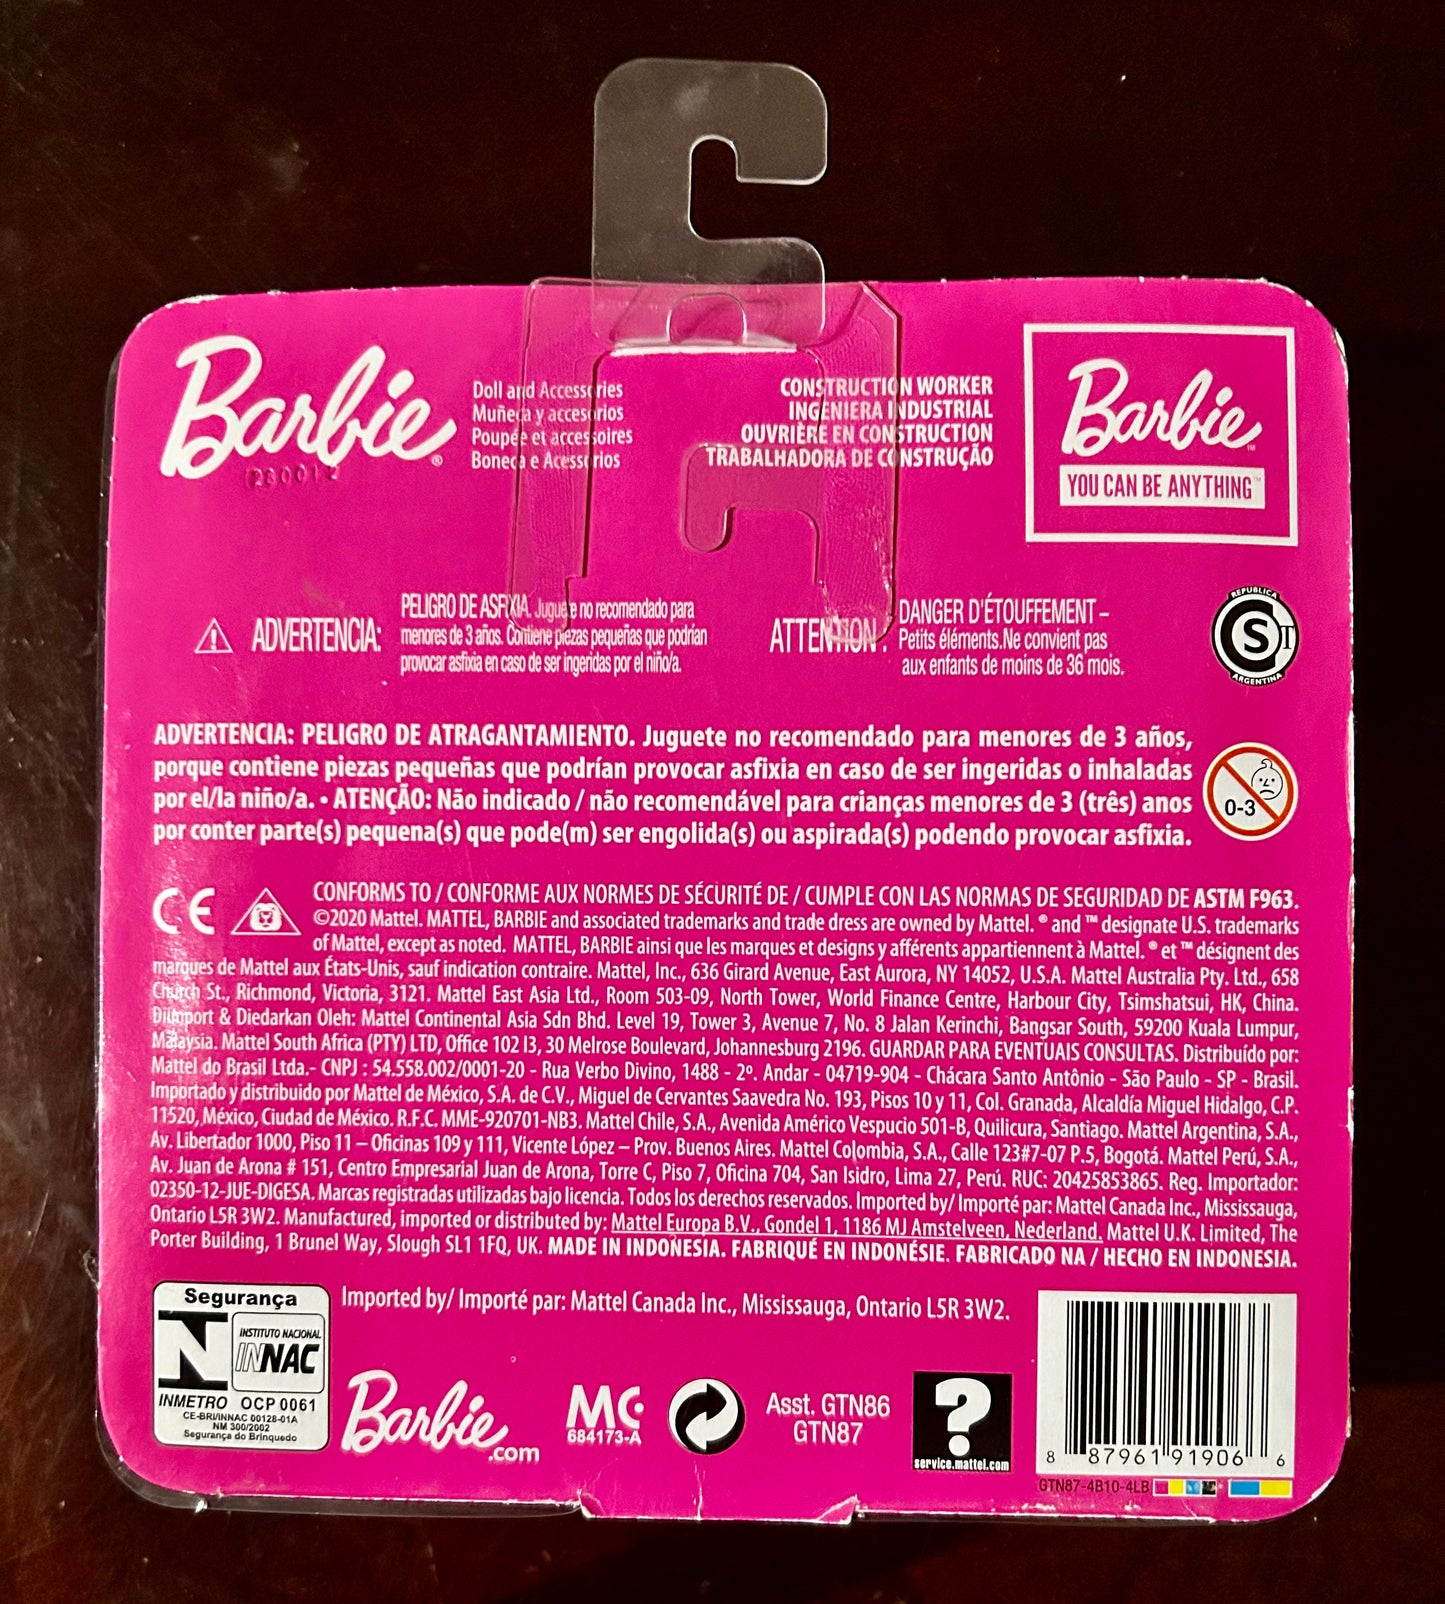 Barbie®
230012
Doll and Accessories
Muñeca y accesorios
Poupée et accessoires
Boneca e Acessórios
CONSTRUCTION WORKER
INGENIERA INDUSTRIAL
OUVRIÈRE EN CONSTRUCTION
TRABALHADORA DE CONSTRUÇÃO
Barbie™
YOU CAN BE ANYTHING™
ADVERTENCIA:
PELIGRO DE ASFIXIA. Juguete no recomendado para
menores de 3 años. Contiene piezas pequeñas que podrían
provocar asfixia en caso de ser ingeridas por el niño/a.
ATTENTION :
DANGER D'ÉTOUFFEMENT –
Petits éléments.Ne convient pas
aux enfants de moins de 36 mois.
REPUBLICA
S
T
ARGENTINA
ADVERTENCIA: PELIGRO DE ATRAGANTAMIENTO. Juguete no recomendado para menores de 3 años,
porque contiene piezas pequeñas que podrían provocar asfixia en caso de ser ingeridas o inhaladas
por el/la niño/a. • ATENÇÃO: Não indicado / não recomendável para crianças menores de 3 (três) anos
por conter parte(s) pequena(s) que pode(m) ser engolida(s) ou aspirada(s) podendo provocar asfixia.
0-3
CE
CONFORMS TO / CONFORME AUX NORMES DE SÉCURITÉ DE / CUMPLE CON LAS NORMAS DE SEGURIDAD DE ASTM F963.
©2020 Mattel. MATTEL, BARBIE and associated trademarks and trade dress are owned by Mattel. ® and ™ designate U.S. trademarks
of Mattel, except as noted. MATTEL, BARBIE ainsi que les marques et designs y afférents appartiennent à Mattel. ® et ™ désignent des
marques de Mattel aux États-Unis, sauf indication contraire. Mattel, Inc., 636 Girard Avenue, East Aurora, NY 14052, U.S.A. Mattel Australia Pty. Ltd., 658
Church St., Richmond, Victoria, 3121. Mattel East Asia Ltd., Room 503-09, North Tower, World Finance Centre, Harbour City, Tsimshatsui, HK, China.
Diimport & Diedarkan Oleh: Mattel Continental Asia Sdn Bhd. Level 19, Tower 3, Avenue 7, No. 8 Jalan Kerinchi, Bangsar South, 59200 Kuala Lumpur,
Malaysia. Mattel South Africa (PTY) LTD, Office 102 I3, 30 Melrose Boulevard, Johannesburg 2196. GUARDAR PARA EVENTUAIS CONSULTAS. Distribuído por:
Mattel do Brasil Ltda.- CNPJ : 54.558.002/0001-20 - Rua Verbo Divino, 1488 - 2º. Andar - 04719-904 - Chácara Santo Antônio - São Paulo - SP - Brasil.
Importado y distribuido por Mattel de México, S.A. de C.V., Miguel de Cervantes Saavedra No. 193, Pisos 10 y 11, Col. Granada, Alcaldía Miguel Hidalgo, C.P.
11520, México, Ciudad de México. R.F.C. MME-920701-NB3. Mattel Chile, S.A., Avenida Américo Vespucio 501-B, Quilicura, Santiago. Mattel Argentina, S.A.,
Av. Libertador 1000, Piso 11 – Oficinas 109 y 111, Vicente López – Prov. Buenos Aires. Mattel Colombia, S.A., Calle 123#7-07 P.5, Bogotá. Mattel Perú, S.A.,
Av. Juan de Arona # 151, Centro Empresarial Juan de Arona, Torre C, Piso 7, Oficina 704, San Isidro, Lima 27, Perú. RUC: 20425853865. Reg. Importador:
02350-12-JUE-DIGESA. Marcas registradas utilizadas bajo licencia. Todos los derechos reservados. Imported by/ Importé par: Mattel Canada Inc., Mississauga,
Ontario L5R 3W2. Manufactured, imported or distributed by: Mattel Europa B.V., Gondel 1, 1186 MJ Amstelveen, Nederland. Mattel U.K. Limited, The
Porter Building, 1 Brunel Way, Slough SL1 1FQ, UK. MADE IN INDONESIA. FABRIQUÉ EN INDONÉSIE. FABRICADO NA / HECHO EN INDONESIA.
Segurança
INSTITUTO NACIONAL
INNAC
INMETRO OCP 0061
CE-BRI/INNAC 00128-01A
NM 300/2002
Segurança do Brinquedo
Imported by/ Importé par: Mattel Canada Inc., Mississauga, Ontario L5R 3W2.
Barbie.com
MC
684173-A
Asst. GTN86
GTN87
?
service.mattel.com
8 87961 91906 6
GTN87-4B10-4LB